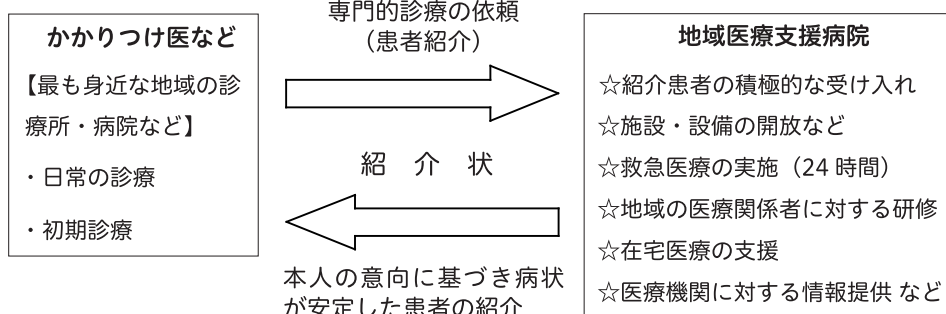 かかりつけ医など
【最も身近な地域の診
療所・病院など】
・日常の診療
・初期診療
専門的診療の依頼
（患者紹介）
紹 介 状
本人の意向に基づき病状
が安定した患者の紹介
地域医療支援病院
☆紹介患者の積極的な受け入れ
☆施設・設備の開放など
☆救急医療の実施（24 時間）
☆地域の医療関係者に対する研修
☆在宅医療の支援
☆医療機関に対する情報提供 など